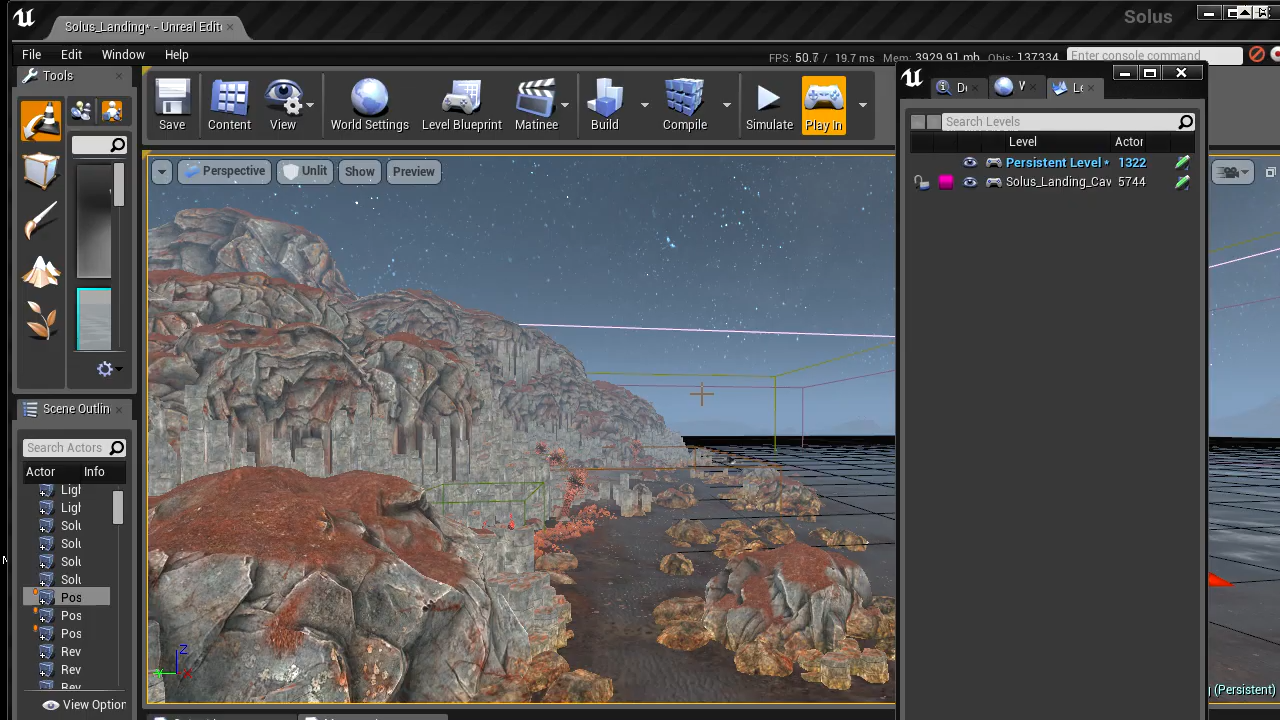 Solus_Landing* - Unreal Edit
Solus
File Edit Window Help
FPS: 50.7 / 19.7 ms Mem: 3929.91 mb Objs: 137334
Enter console command
Tools
Save
Content
View
World Settings
Level Blueprint
Matinee
Build
Compile
Simulate
Play In
Perspective
Unlit
Show
Preview
Search Levels
Level Actor
Persistent Level * 1322
Solus_Landing_Cav 5744
Scene Outlin
Search Actors
Actor Info
Ligl
Ligl
Solu
Solu
Solu
Solu
Pos
Pos
Pos
Rev
Rev
Rev
View Option
Z
X
(Persistent)